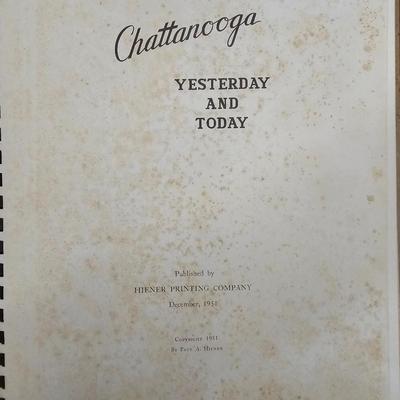 Chattanooga
YESTERDAY
AND
TODAY
Published by
HIENER PRINTING COMPANY
December, 1951
Copyright 1951
By Paul A. Hiener